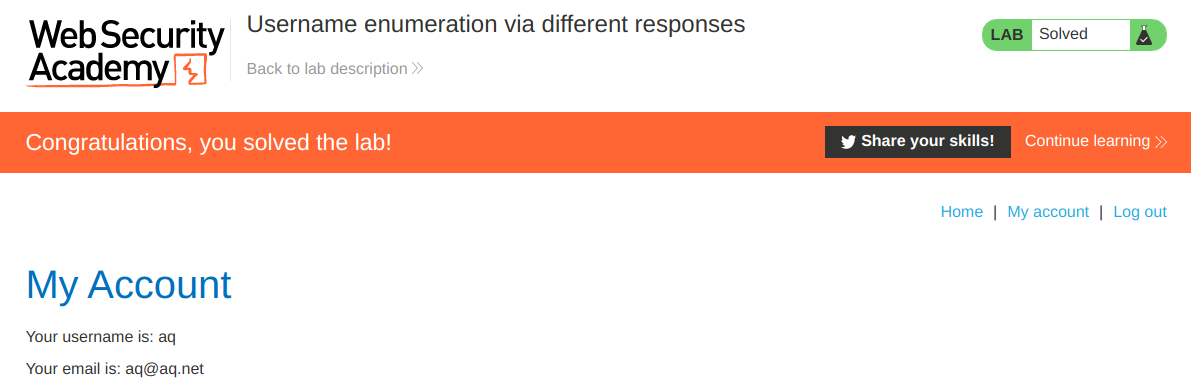 Web Security Academy
Username enumeration via different responses
Back to lab description
LAB Solved
Congratulations, you solved the lab!
Share your skills!
Continue learning
Home | My account | Log out
My Account
Your username is: aq
Your email is: aq@aq.net